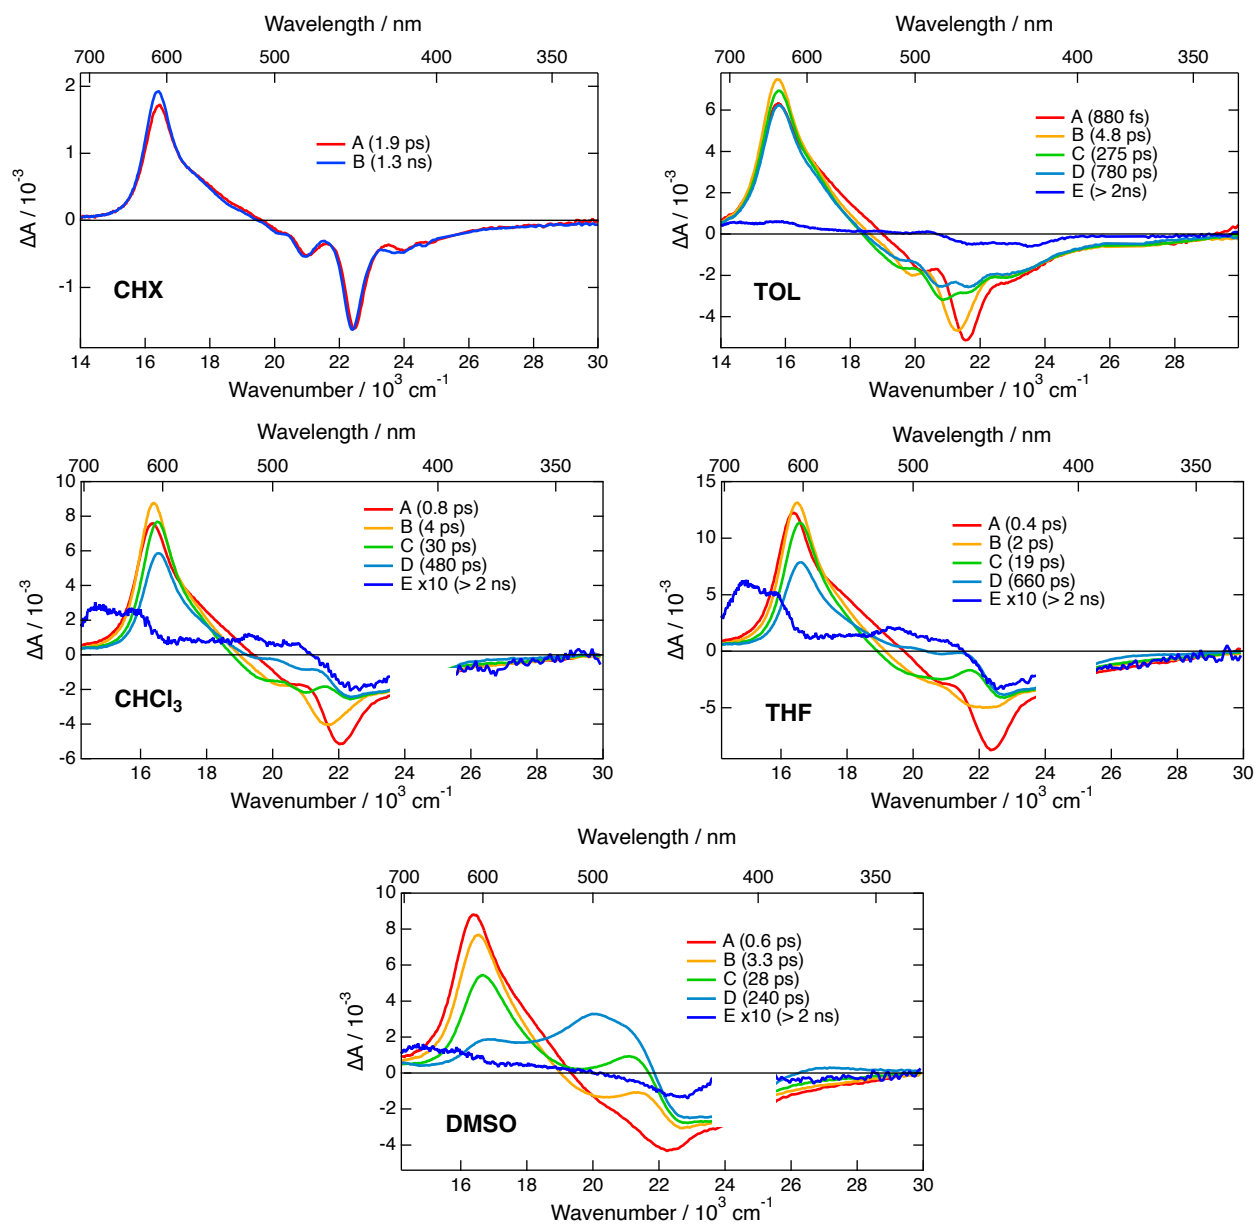 Wavelength / nm
700 600 500 400 350
2
1
0
-1
ΔA / 10⁻³
A (1.9 ps)
B (1.3 ns)
CHX
14 16 18 20 22 24 26 28 30
Wavenumber / 10³ cm⁻¹
Wavelength / nm
700 600 500 400 350
6
4
2
0
-2
-4
ΔA / 10⁻³
A (880 fs)
B (4.8 ps)
C (275 ps)
D (780 ps)
E (> 2ns)
TOL
14 16 18 20 22 24 26 28
Wavenumber / 10³ cm⁻¹
Wavelength / nm
700 600 500 400 350
10
8
6
4
2
0
-2
-4
-6
ΔA / 10⁻³
A (0.8 ps)
B (4 ps)
C (30 ps)
D (480 ps)
E x10 (> 2 ns)
CHCl₃
16 18 20 22 24 26 28 30
Wavenumber / 10³ cm⁻¹
Wavelength / nm
700 600 500 400 350
15
10
5
0
-5
ΔA / 10⁻³
A (0.4 ps)
B (2 ps)
C (19 ps)
D (660 ps)
E x10 (> 2 ns)
THF
16 18 20 22 24 26 28 30
Wavenumber / 10³ cm⁻¹
Wavelength / nm
700 600 500 400 350
10
8
6
4
2
0
-2
-4
ΔA / 10⁻³
A (0.6 ps)
B (3.3 ps)
C (28 ps)
D (240 ps)
E x10 (> 2 ns)
DMSO
16 18 20 22 24 26 28 30
Wavenumber / 10³ cm⁻¹